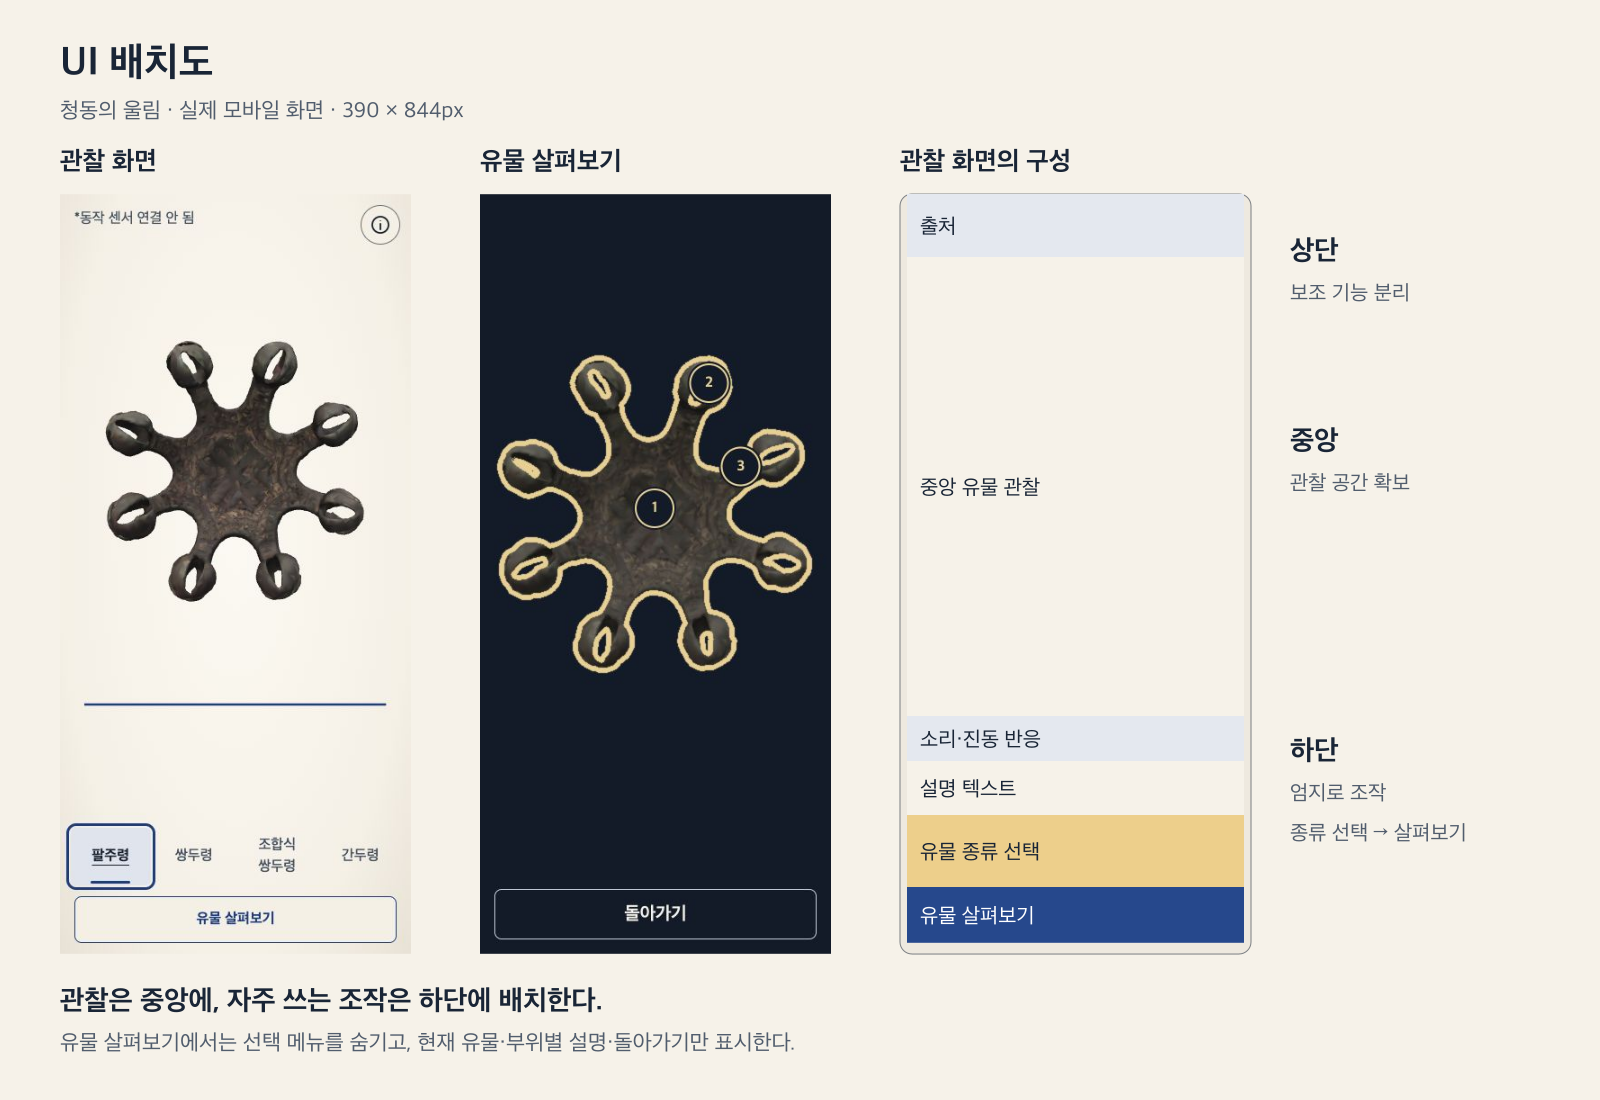 UI 배치도
청동의 울림 · 실제 모바일 화면 · 390 × 844px
관찰 화면
*동작 센서 연결 안 됨
팔주령
쌍두령
조합식
쌍두령
간두령
유물 살펴보기
유물 살펴보기
2
3
1
돌아가기
관찰 화면의 구성
출처
중앙 유물 관찰
소리·진동 반응
설명 텍스트
유물 종류 선택
유물 살펴보기
상단
보조 기능 분리
중앙
관찰 공간 확보
하단
엄지로 조작
종류 선택 → 살펴보기
관찰은 중앙에, 자주 쓰는 조작은 하단에 배치한다.
유물 살펴보기에서는 선택 메뉴를 숨기고, 현재 유물·부위별 설명·돌아가기만 표시한다.